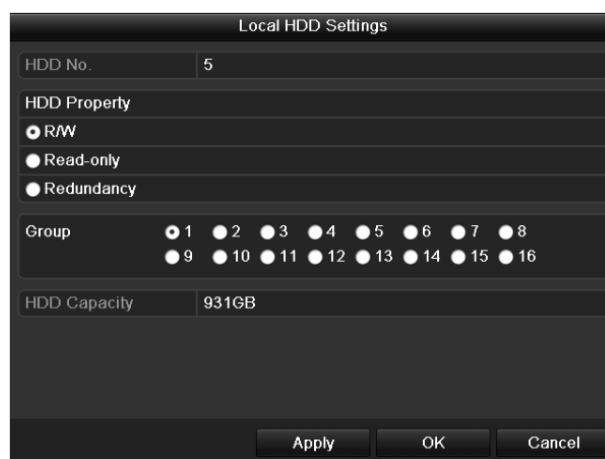 Local HDD Settings
HDD No. 5
HDD Property
R/W
Read-only
Redundancy
Group 1 2 3 4 5 6 7 8
9 10 11 12 13 14 15 16
HDD Capacity 931GB
Apply OK Cancel